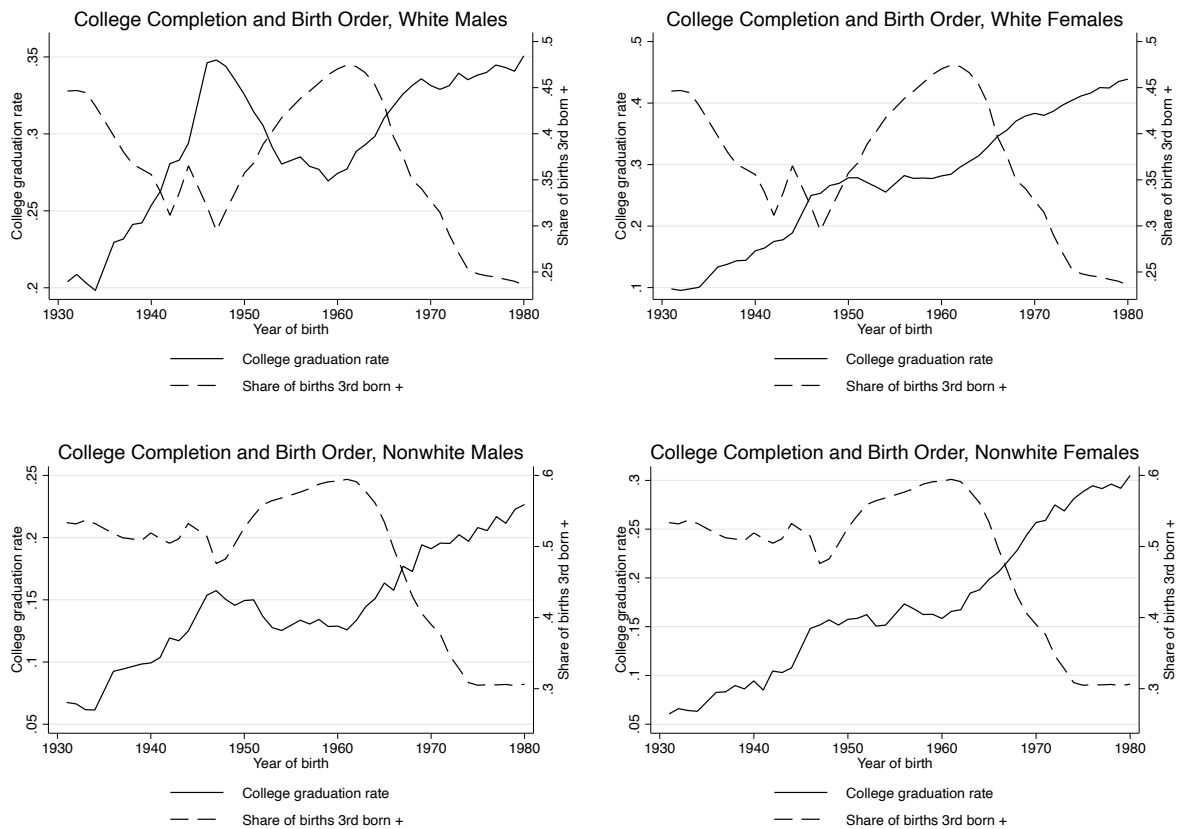 College Completion and Birth Order, White Males
College graduation rate
.2 .25 .3 .35
Share of births 3rd born +
.25 .3 .35 .4 .45 .5
1930 1940 1950 1960 1970 1980
Year of birth
College graduation rate
Share of births 3rd born +
College Completion and Birth Order, White Females
College graduation rate
.1 .2 .3 .4 .5
Share of births 3rd born +
.25 .3 .35 .4 .45 .5
1930 1940 1950 1960 1970 1980
Year of birth
College graduation rate
Share of births 3rd born +
College Completion and Birth Order, Nonwhite Males
College graduation rate
.05 .1 .15 .2 .25
Share of births 3rd born +
.3 .4 .5 .6
1930 1940 1950 1960 1970 1980
Year of birth
College graduation rate
Share of births 3rd born +
College Completion and Birth Order, Nonwhite Females
College graduation rate
.05 .1 .15 .2 .25 .3
Share of births 3rd born +
.3 .4 .5 .6
1930 1940 1950 1960 1970 1980
Year of birth
College graduation rate
Share of births 3rd born +